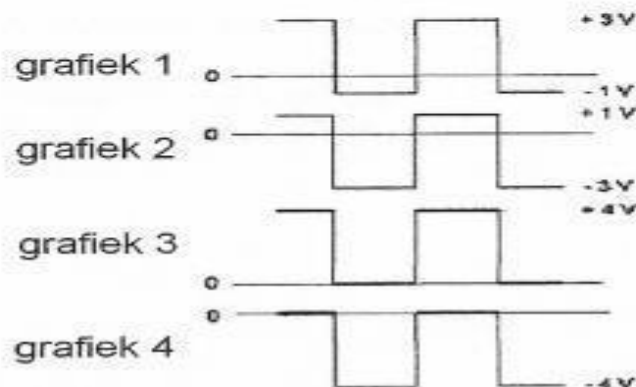 +3V
grafiek 1 0
-1V
+1V
grafiek 2 0
-3V
+4V
grafiek 3 0
0
grafiek 4
-4V